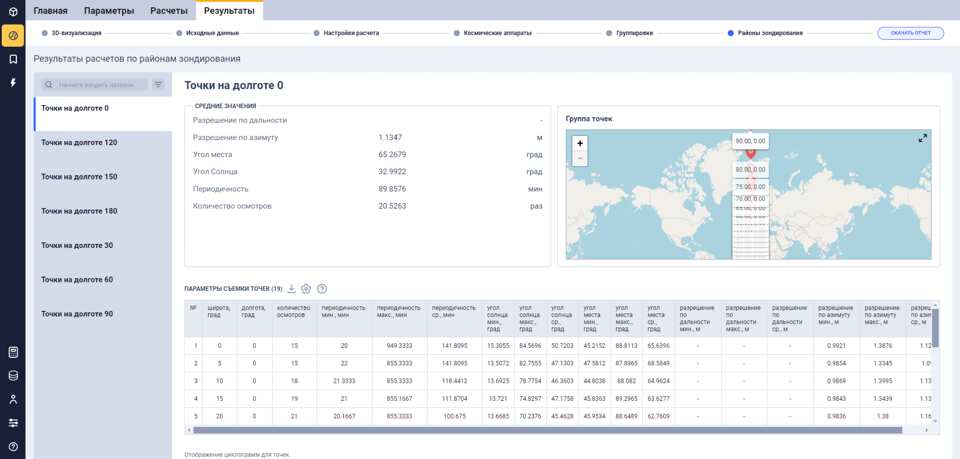 Главная Параметры Расчеты Результаты
3D-визуализация Исходные данные Настройки расчета Космические аппараты Группировки Районы зондирования СКАЧАТЬ ОТЧЕТ
Результаты расчетов по районам зондирования
Начните вводить названи
Точки на долготе 0
Точки на долготе 120
Точки на долготе 150
Точки на долготе 180
Точки на долготе 30
Точки на долготе 60
Точки на долготе 90
Точки на долготе 0
СРЕДНИЕ ЗНАЧЕНИЯ
Разрешение по дальности -
Разрешение по азимуту 1.1347 м
Угол места 65.2679 град
Угол Солнца 32.9922 град
Периодичность 89.8576 мин
Количество осмотров 20.5263 раз
Группа точек
+
−
90.00, 0.00
80.00, 0.00
75.00, 0.00
70.00, 0.00
65.00, 0.00
60.00, 0.00
ПАРАМЕТРЫ СЪЕМКИ ТОЧЕК (19)
№ широта, град долгота, град количество осмотров периодичность мин., мин периодичность макс., мин периодичность ср., мин угол солнца мин., град угол солнца макс., град угол солнца ср., град угол места мин., град угол места макс., град угол места ср., град разрешение по дальности мин., м разрешение по дальности макс., м разрешение по дальности ср., м разрешение по азимуту мин., м разрешение по азимуту макс., м разреш по азим ср., м
1 0 0 15 20 949.3333 141.8095 15.3055 84.5696 50.7203 45.2152 88.8113 65.6396 - - - 0.9921 1.3876 1.12
2 5 0 15 22 855.3333 141.8095 13.5072 82.7555 47.1303 47.5812 87.8965 68.5849 - - - 0.9854 1.3345 1.0
3 10 0 18 21.3333 855.3333 118.4412 13.6925 78.7754 46.3603 44.8038 88.082 64.9624 - - - 0.9869 1.3995 1.13
4 15 0 19 21 855.1667 111.8704 13.721 74.8297 47.1758 45.8363 89.2965 63.6277 - - - 0.9843 1.3439 1.13
5 20 0 21 20.1667 855.3333 100.675 13.6685 70.2376 45.4628 45.9534 88.6489 62.7609 - - - 0.9836 1.38 1.16
Отображение циклограмм для точек